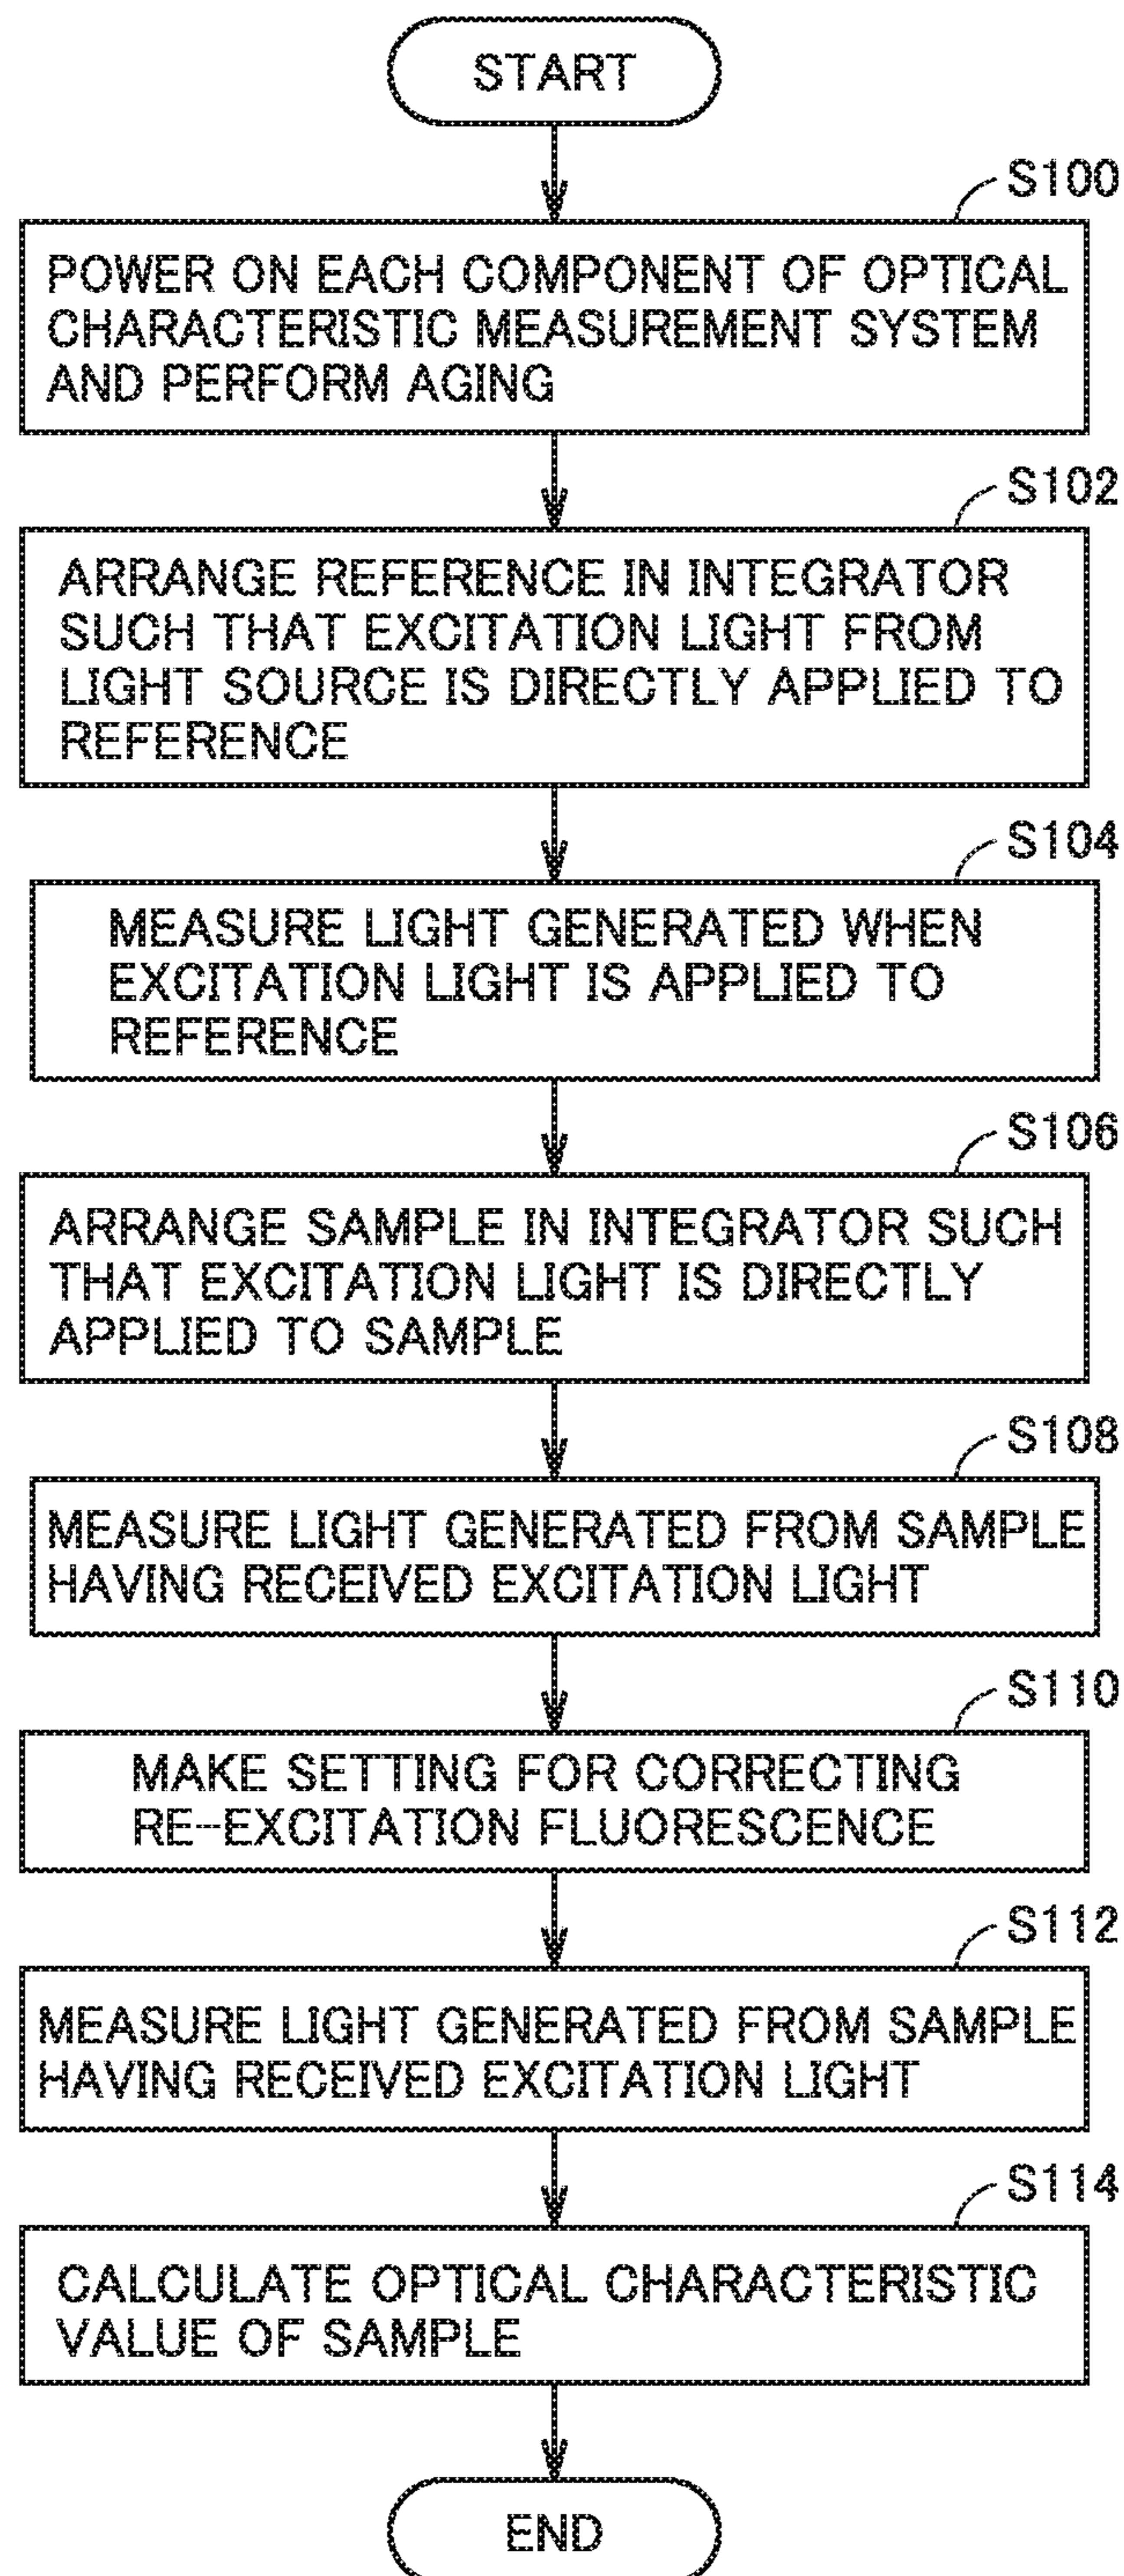 START
S100
POWER ON EACH COMPONENT OF OPTICAL
CHARACTERISTIC MEASUREMENT SYSTEM
AND PERFORM AGING
S102
ARRANGE REFERENCE IN INTEGRATOR
SUCH THAT EXCITATION LIGHT FROM
LIGHT SOURCE IS DIRECTLY APPLIED TO
REFERENCE
S104
MEASURE LIGHT GENERATED WHEN
EXCITATION LIGHT IS APPLIED TO
REFERENCE
S106
ARRANGE SAMPLE IN INTEGRATOR SUCH
THAT EXCITATION LIGHT IS DIRECTLY
APPLIED TO SAMPLE
S108
MEASURE LIGHT GENERATED FROM SAMPLE
HAVING RECEIVED EXCITATION LIGHT
S110
MAKE SETTING FOR CORRECTING
RE--EXCITATION FLUORESCENCE
S112
MEASURE LIGHT GENERATED FROM SAMPLE
HAVING RECEIVED EXCITATION LIGHT
S114
CALCULATE OPTICAL CHARACTERISTIC
VALUE OF SAMPLE
END